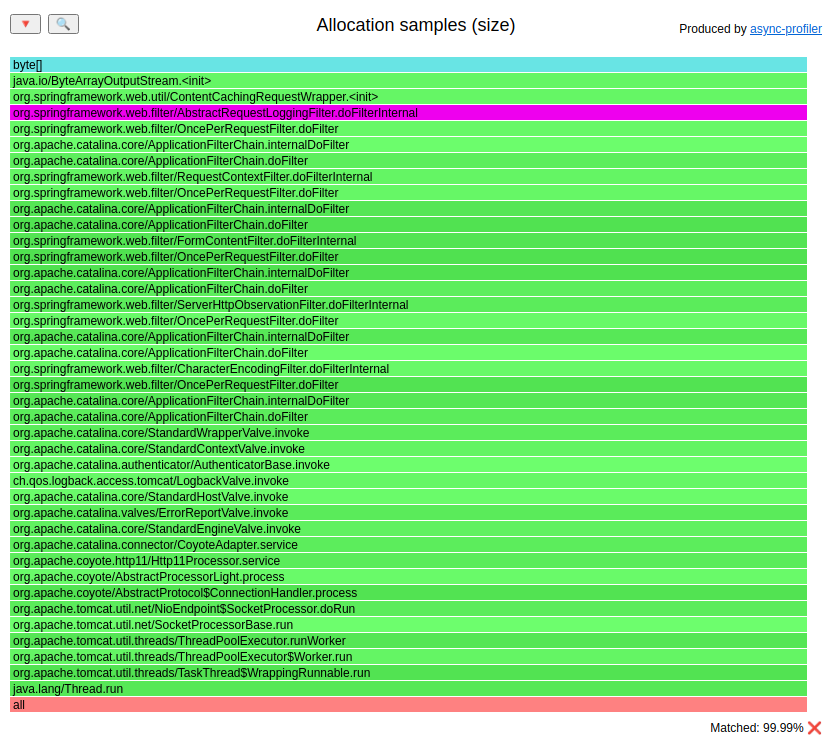 Allocation samples (size)
Produced by async-profiler
byte[]
java.io/ByteArrayOutputStream.<init>
org.springframework.web.util/ContentCachingRequestWrapper.<init>
org.springframework.web.filter/AbstractRequestLoggingFilter.doFilterInternal
org.springframework.web.filter/OncePerRequestFilter.doFilter
org.apache.catalina.core/ApplicationFilterChain.internalDoFilter
org.apache.catalina.core/ApplicationFilterChain.doFilter
org.springframework.web.filter/RequestContextFilter.doFilterInternal
org.springframework.web.filter/OncePerRequestFilter.doFilter
org.apache.catalina.core/ApplicationFilterChain.internalDoFilter
org.apache.catalina.core/ApplicationFilterChain.doFilter
org.springframework.web.filter/FormContentFilter.doFilterInternal
org.springframework.web.filter/OncePerRequestFilter.doFilter
org.apache.catalina.core/ApplicationFilterChain.internalDoFilter
org.apache.catalina.core/ApplicationFilterChain.doFilter
org.springframework.web.filter/ServerHttpObservationFilter.doFilterInternal
org.springframework.web.filter/OncePerRequestFilter.doFilter
org.apache.catalina.core/ApplicationFilterChain.internalDoFilter
org.apache.catalina.core/ApplicationFilterChain.doFilter
org.springframework.web.filter/CharacterEncodingFilter.doFilterInternal
org.springframework.web.filter/OncePerRequestFilter.doFilter
org.apache.catalina.core/ApplicationFilterChain.internalDoFilter
org.apache.catalina.core/ApplicationFilterChain.doFilter
org.apache.catalina.core/StandardWrapperValve.invoke
org.apache.catalina.core/StandardContextValve.invoke
org.apache.catalina.authenticator/AuthenticatorBase.invoke
ch.qos.logback.access.tomcat/LogbackValve.invoke
org.apache.catalina.core/StandardHostValve.invoke
org.apache.catalina.valves/ErrorReportValve.invoke
org.apache.catalina.core/StandardEngineValve.invoke
org.apache.catalina.connector/CoyoteAdapter.service
org.apache.coyote.http11/Http11Processor.service
org.apache.coyote/AbstractProcessorLight.process
org.apache.coyote/AbstractProtocol$ConnectionHandler.process
org.apache.tomcat.util.net/NioEndpoint$SocketProcessor.doRun
org.apache.tomcat.util.net/SocketProcessorBase.run
org.apache.tomcat.util.threads/ThreadPoolExecutor.runWorker
org.apache.tomcat.util.threads/ThreadPoolExecutor$Worker.run
org.apache.tomcat.util.threads/TaskThread$WrappingRunnable.run
java.lang/Thread.run
all
Matched: 99.99%